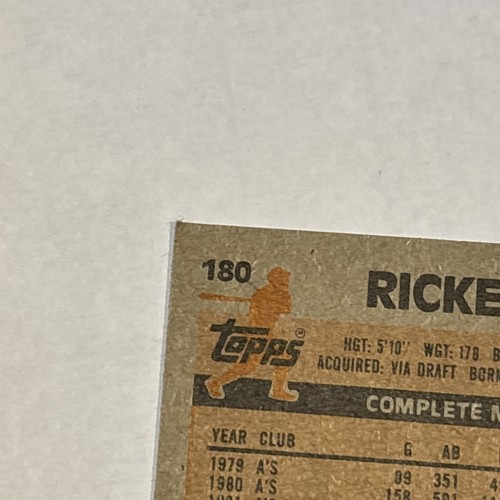 180
RICKE
topps
HGT: 5'10" WGT: 178 B
ACQUIRED: VIA DRAFT BORN
COMPLETE M
YEAR CLUB G AB
1979 A'S 89 351
1980 A'S 158 591